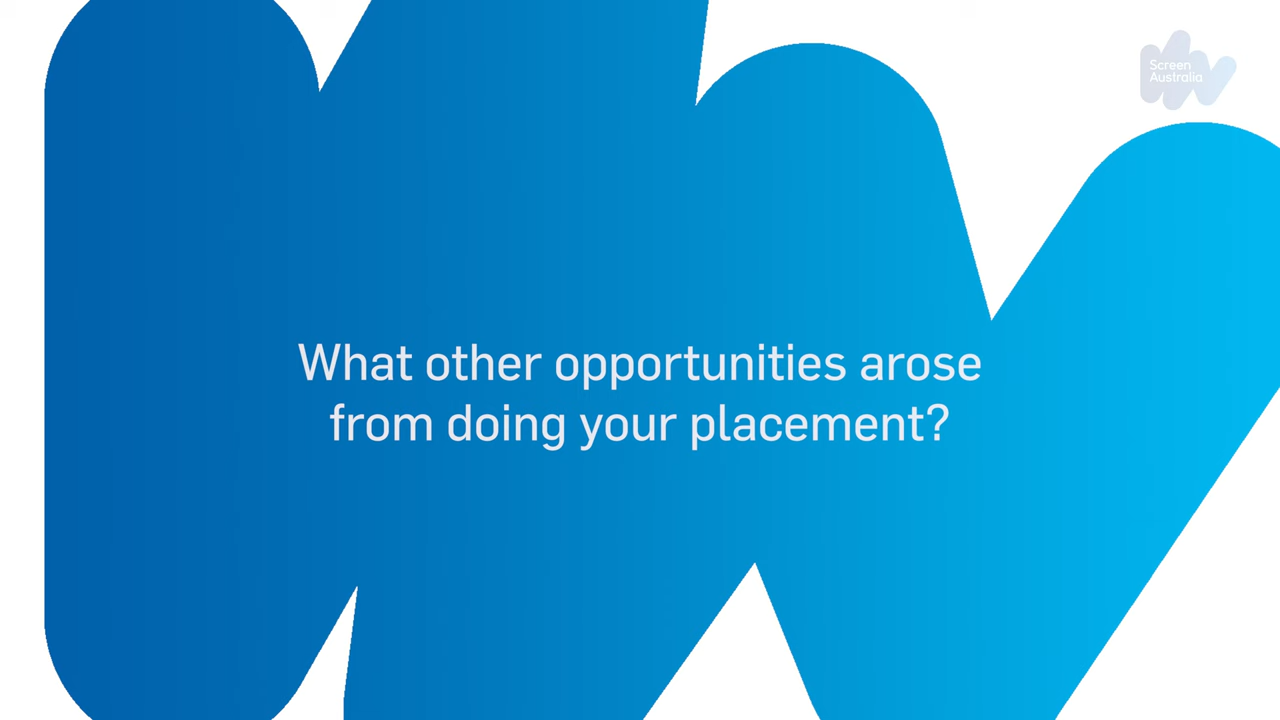 Screen
Australia
What other opportunities arose
from doing your placement?